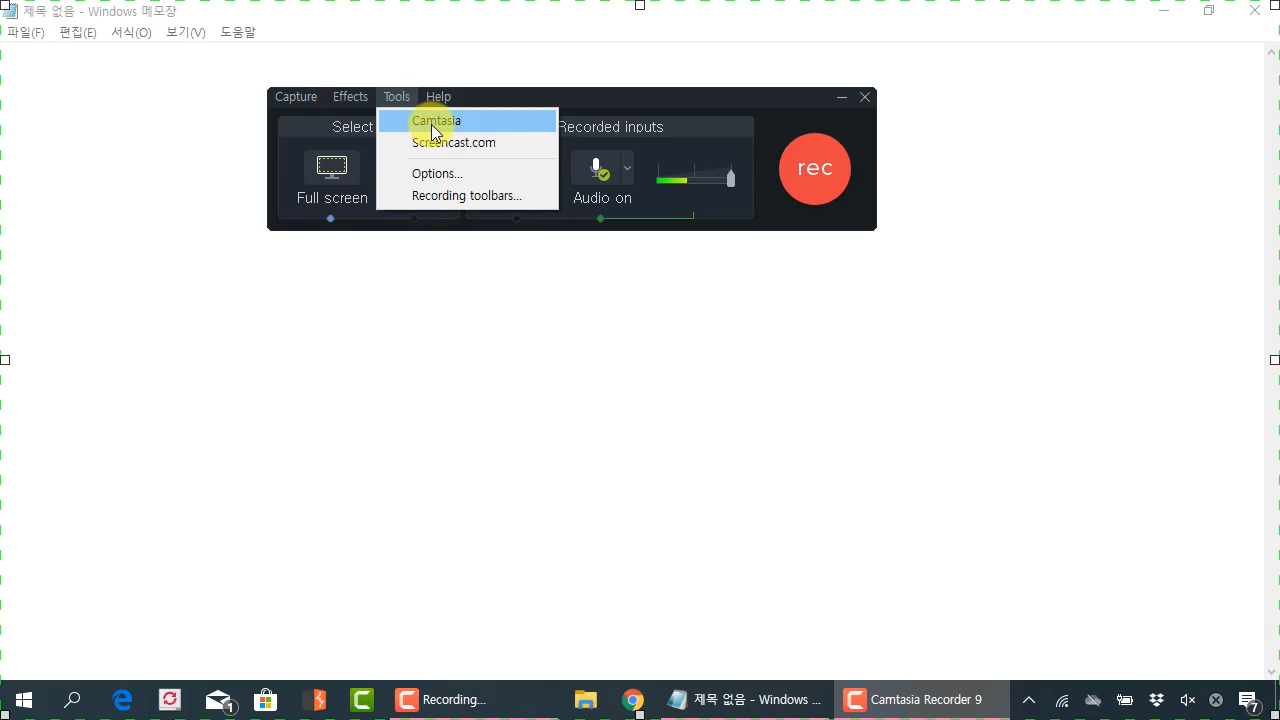 제목 없음 - Windows 메모장
파일(F) 편집(E) 서식(O) 보기(V) 도움말
Capture Effects Tools Help
Select
Recorded inputs
Camtasia
Screencast.com
Options...
Recording toolbars...
Full screen
Audio on
rec
1
Recording...
제목 없음 - Windows ...
Camtasia Recorder 9
7